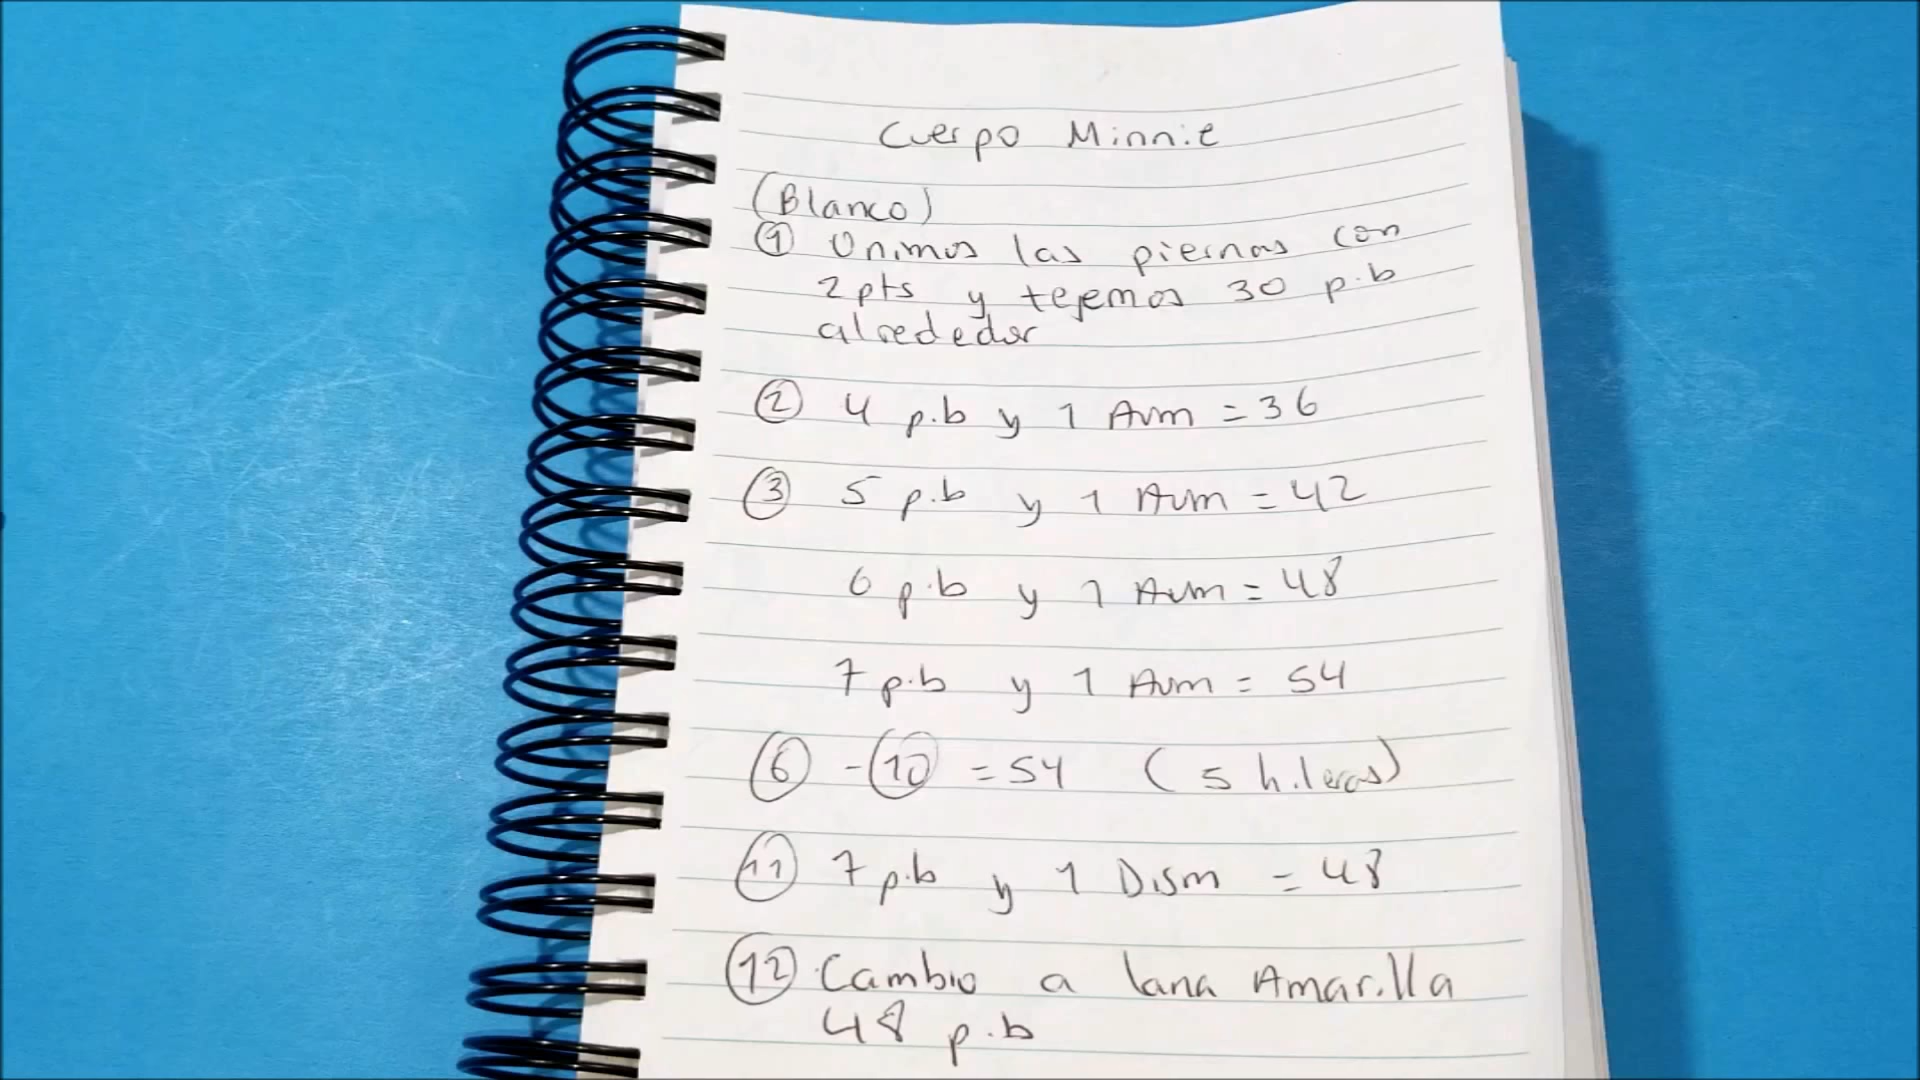 Cuerpo Minnie
(Blanco)
① Unimos las piernas con
2 pts y tejemos 30 p.b
alrededor
② 4 p.b y 1 Aum = 36
③ 5 p.b y 1 Aum = 42
6 p.b y 1 Aum = 48
7 p.b y 1 Aum = 54
⑥ - ⑩ = 54 ( 5 hileras)
⑪ 7 p.b y 1 Dism = 48
⑫ Cambio a lana Amarilla
48 p.b